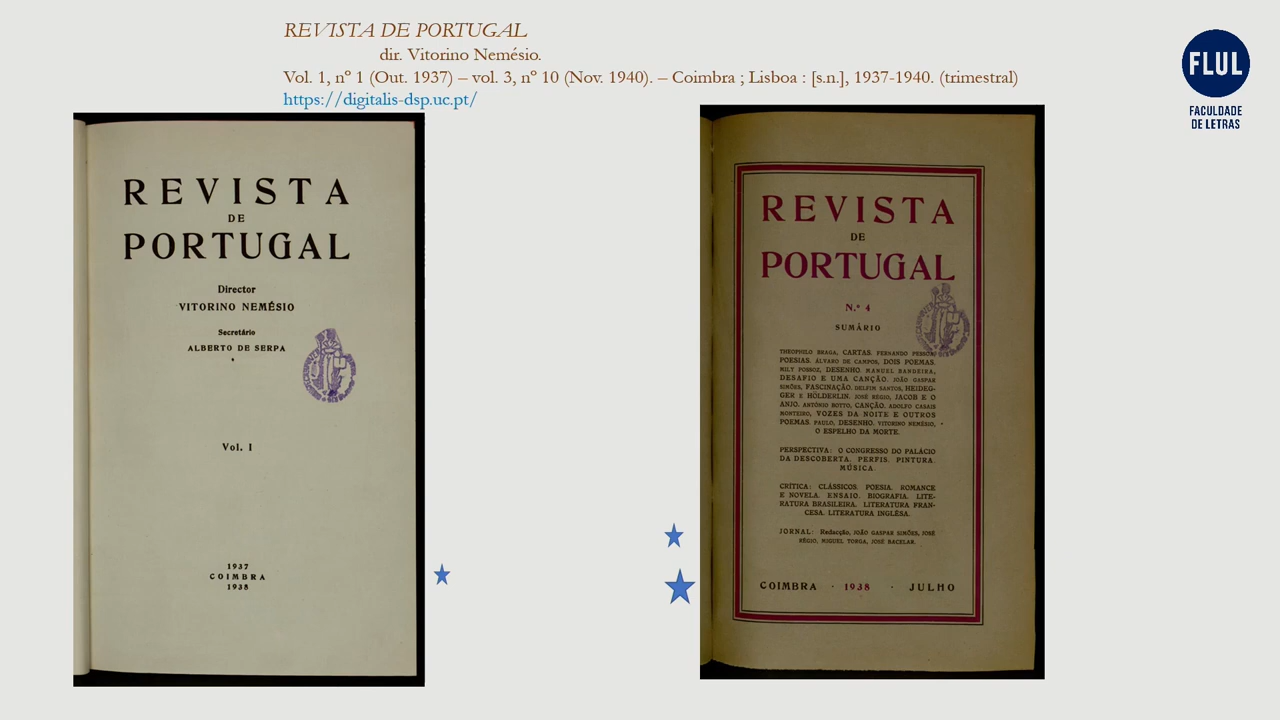 REVISTA DE PORTUGAL
dir. Vitorino Nemésio.
Vol. 1, nº 1 (Out. 1937) – vol. 3, nº 10 (Nov. 1940). – Coimbra ; Lisboa : [s.n.], 1937-1940. (trimestral)
https://digitalis-dsp.uc.pt/
FLUL
FACULDADE
DE LETRAS
REVISTA
DE
PORTUGAL
Director
VITORINO NEMÉSIO
Secretário
ALBERTO DE SERPA
Vol. I
1937
COIMBRA
1938
REVISTA
DE
PORTUGAL
N.º 4
SUMÁRIO
THEOPHILO BRAGA, CARTAS. FERNANDO PESSOA,
POESIAS. ÁLVARO DE CAMPOS, DOIS POEMAS.
MILY POSSOZ, DESENHO. MANUEL BANDEIRA,
DESAFIO E UMA CANÇÃO. JOÃO GASPAR
SIMÕES, FASCINAÇÃO. DELFIM SANTOS, HEIDEG-
GER E HÖLDERLIN. JOSÉ RÉGIO, JACOB E O
ANJO. ANTÓNIO BOTTO, CANÇÃO. ADOLFO CASAIS
MONTEIRO, VOZES DA NOITE E OUTROS
POEMAS. PAULO, DESENHO. VITORINO NEMÉSIO,
O ESPELHO DA MORTE.
PERSPECTIVA: O CONGRESSO DO PALÁCIO
DA DESCOBERTA. PERFIS. PINTURA.
MÚSICA.
CRÍTICA: CLÁSSICOS. POESIA. ROMANCE
E NOVELA. ENSAIO. BIOGRAFIA. LITE-
RATURA BRASILEIRA. LITERATURA FRAN-
CESA. LITERATURA INGLÊSA.
JORNAL: Redacção, JOÃO GASPAR SIMÕES, JOSÉ
RÉGIO, MIGUEL TORGA, JOSÉ BACELAR.
COIMBRA · 1938 · JULHO